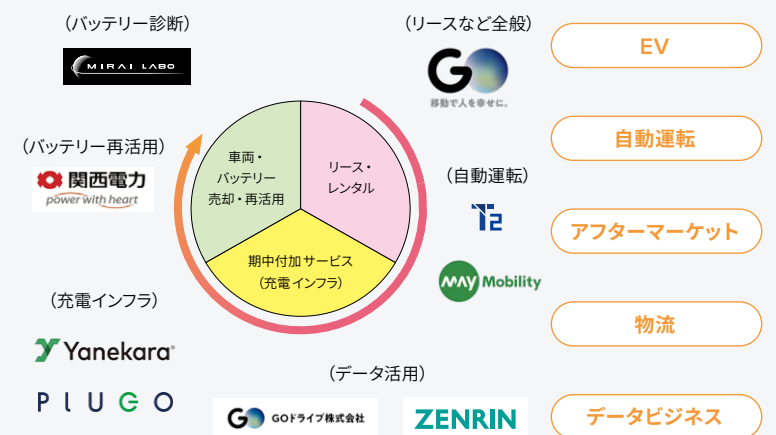 (バッテリー診断)
MIRAI LABO
(リースなど全般)
GO
移動で人を幸せに。
(バッテリー再活用)
関西電力
power with heart
車両・
バッテリー
売却・再活用
リース・
レンタル
期中付加サービス
(充電インフラ)
(自動運転)
T2
MAY Mobility
(充電インフラ)
Yanekara
PLUGO
(データ活用)
GO GOドライブ株式会社
ZENRIN
EV
自動運転
アフターマーケット
物流
データビジネス